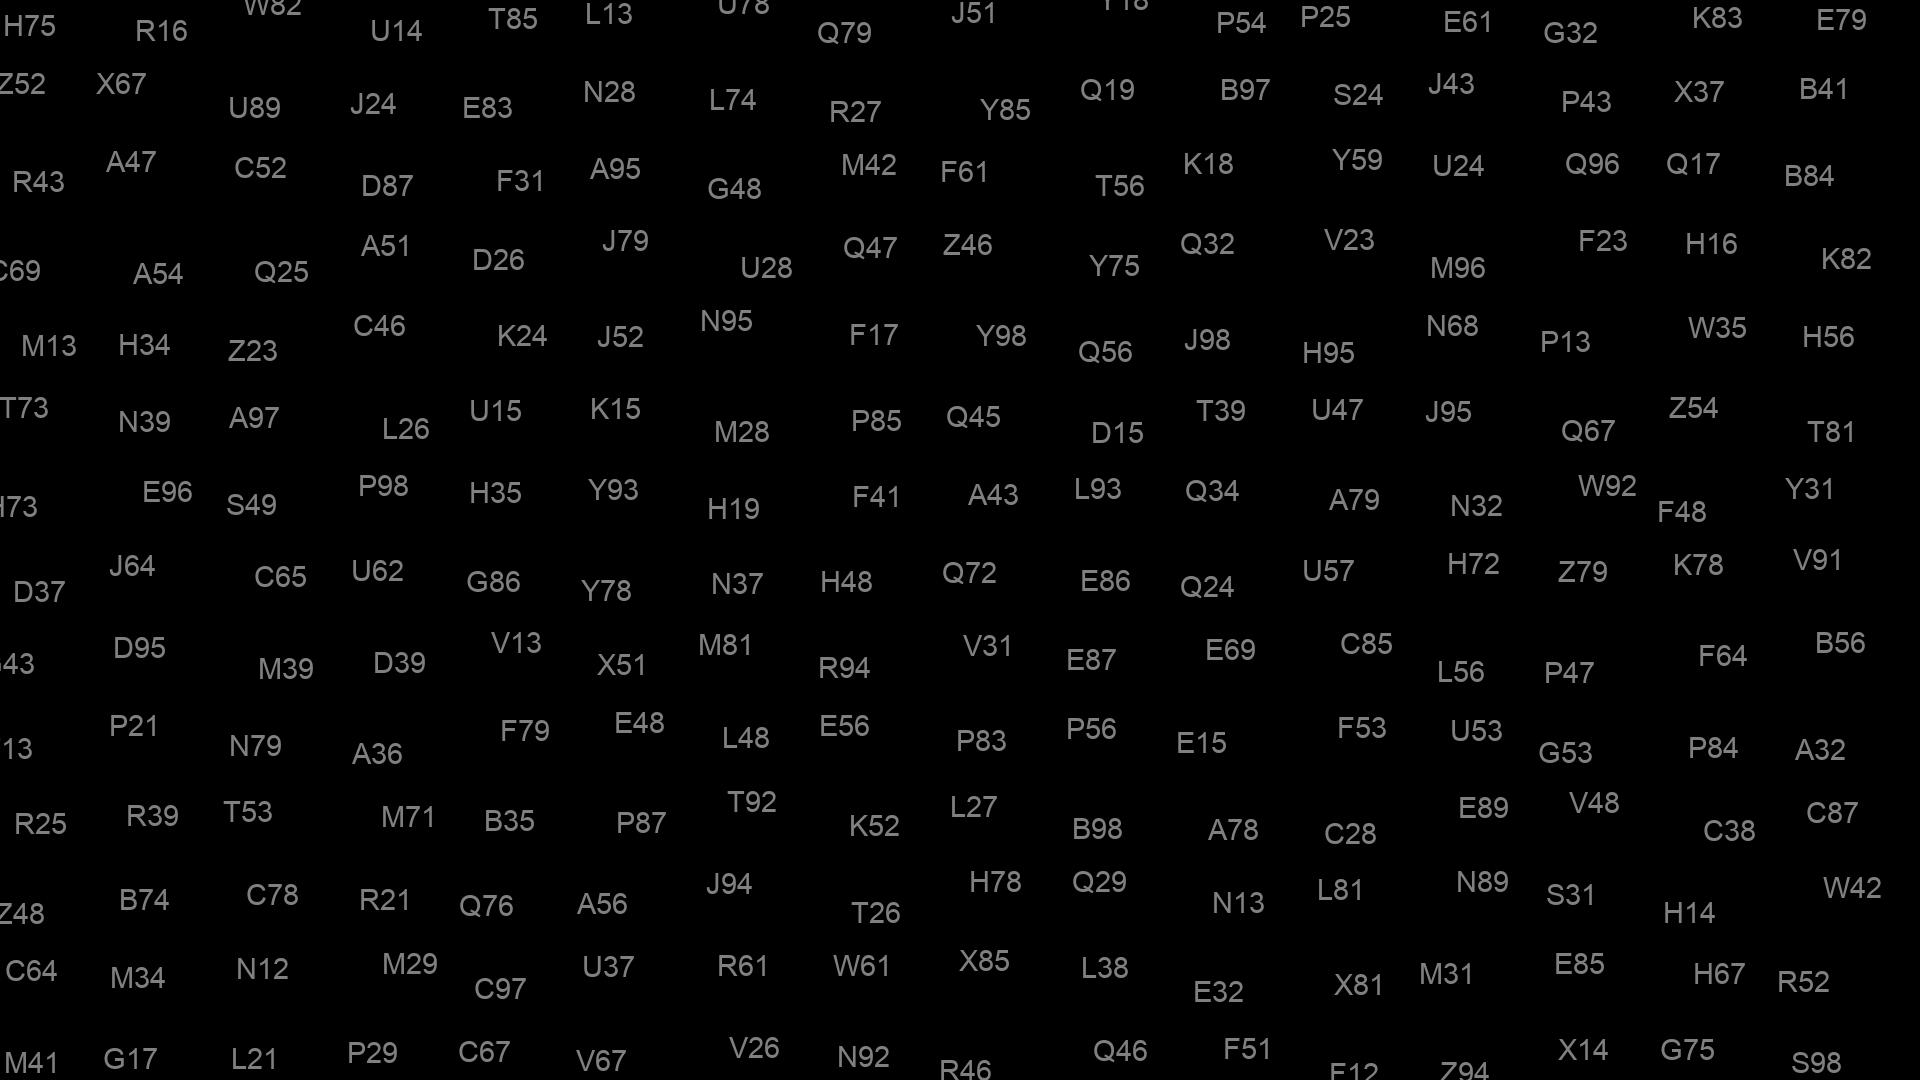 H75 R16 W82 U14 T85 L13 U78 Q79 J51 Y18 P54 P25 E61 G32 K83 E79
Z52 X67 U89 J24 E83 N28 L74 R27 Y85 Q19 B97 S24 J43 P43 X37 B41
R43 A47 C52 D87 F31 A95 G48 M42 F61 T56 K18 Y59 U24 Q96 Q17 B84
C69 A54 Q25 A51 D26 J79 U28 Q47 Z46 Y75 Q32 V23 M96 F23 H16 K82
M13 H34 Z23 C46 K24 J52 N95 F17 Y98 Q56 J98 H95 N68 P13 W35 H56
T73 N39 A97 L26 U15 K15 M28 P85 Q45 D15 T39 U47 J95 Q67 Z54 T81
H73 E96 S49 P98 H35 Y93 H19 F41 A43 L93 Q34 A79 N32 W92 F48 Y31
D37 J64 C65 U62 G86 Y78 N37 H48 Q72 E86 Q24 U57 H72 Z79 K78 V91
D95 M39 D39 V13 X51 M81 R94 V31 E87 E69 C85 L56 P47 F64 B56
P21 N79 A36 F79 E48 L48 E56 P83 P56 E15 F53 U53 G53 P84 A32
R25 R39 T53 M71 B35 P87 T92 K52 L27 B98 A78 C28 E89 V48 C38 C87
Z48 B74 C78 R21 Q76 A56 J94 T26 H78 Q29 N13 L81 N89 S31 H14 W42
C64 M34 N12 M29 C97 U37 R61 W61 X85 L38 E32 X81 M31 E85 H67 R52
M41 G17 L21 P29 C67 V67 V26 N92 R46 Q46 F51 Z94 X14 G75 S98